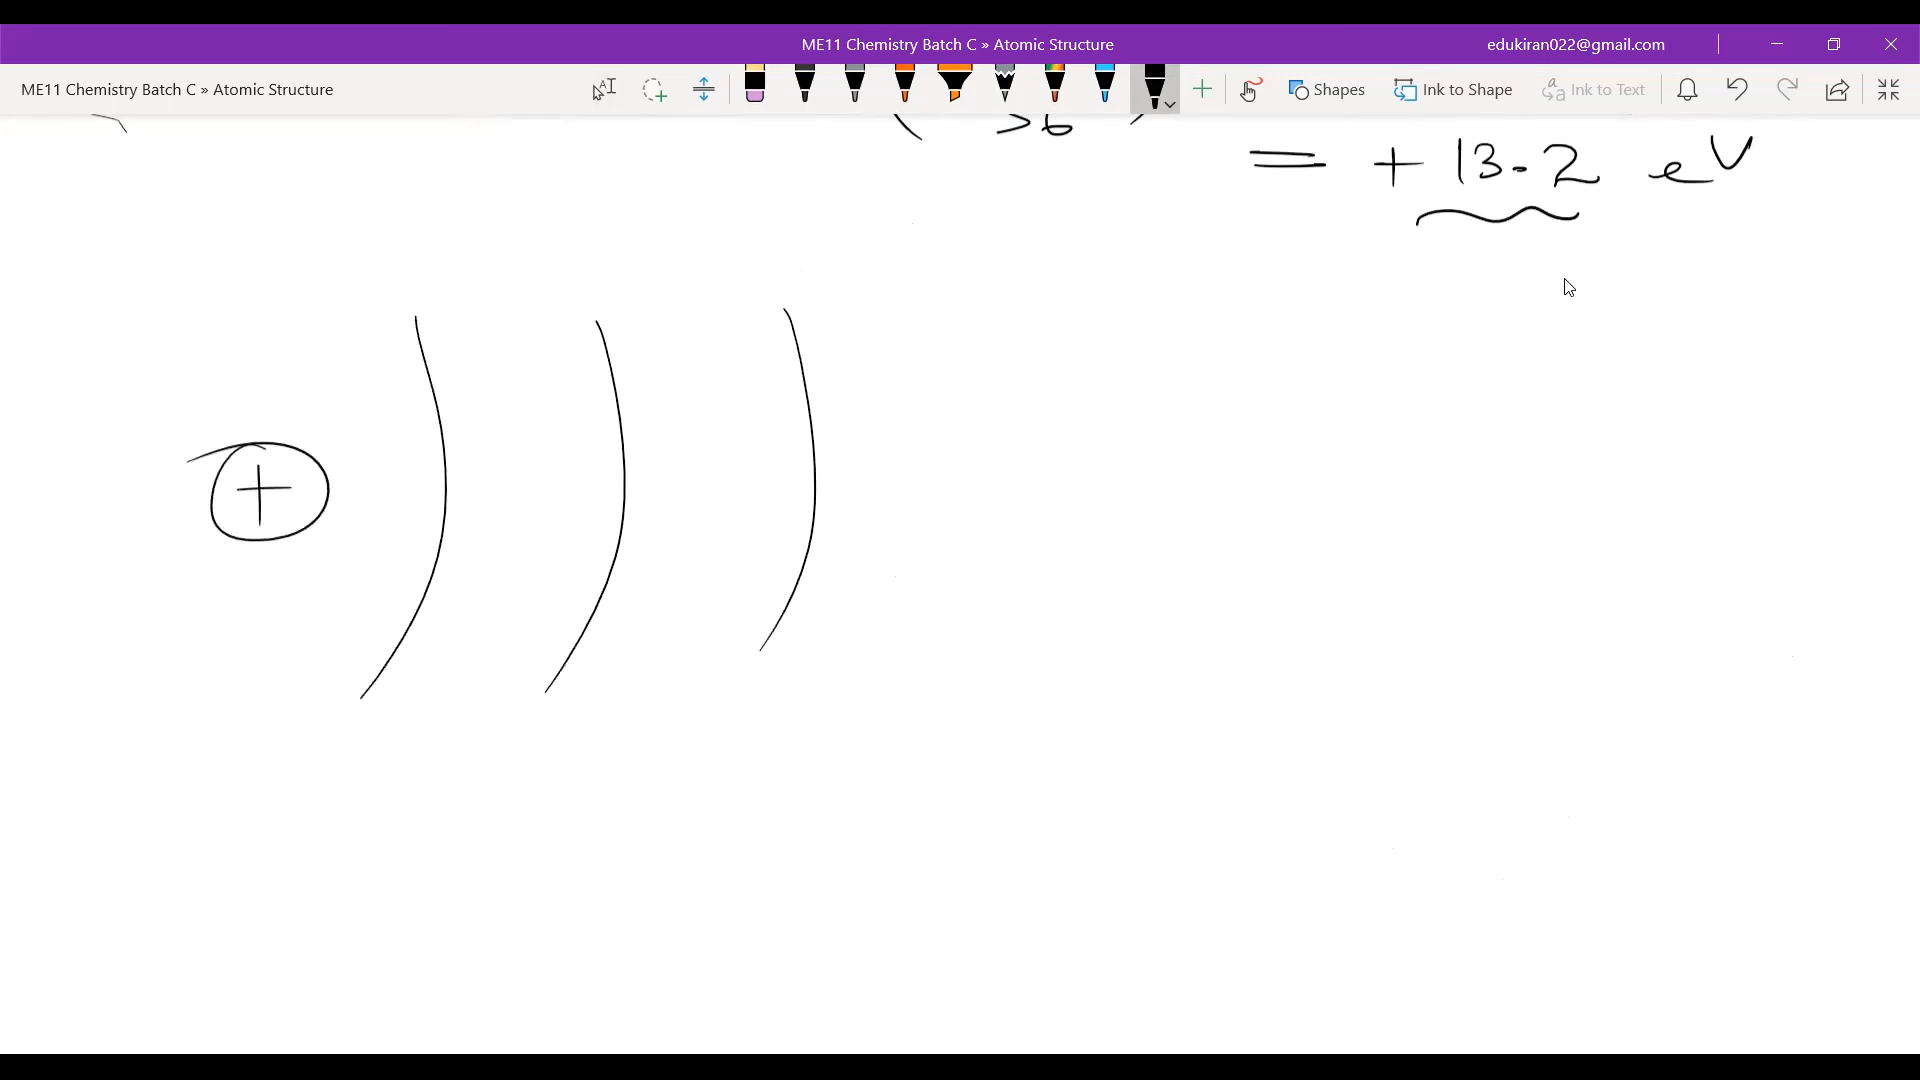 ME11 Chemistry Batch C » Atomic Structure
edukiran022@gmail.com
ME11 Chemistry Batch C » Atomic Structure
Shapes
Ink to Shape
Ink to Text
= + 13.2 eV
+